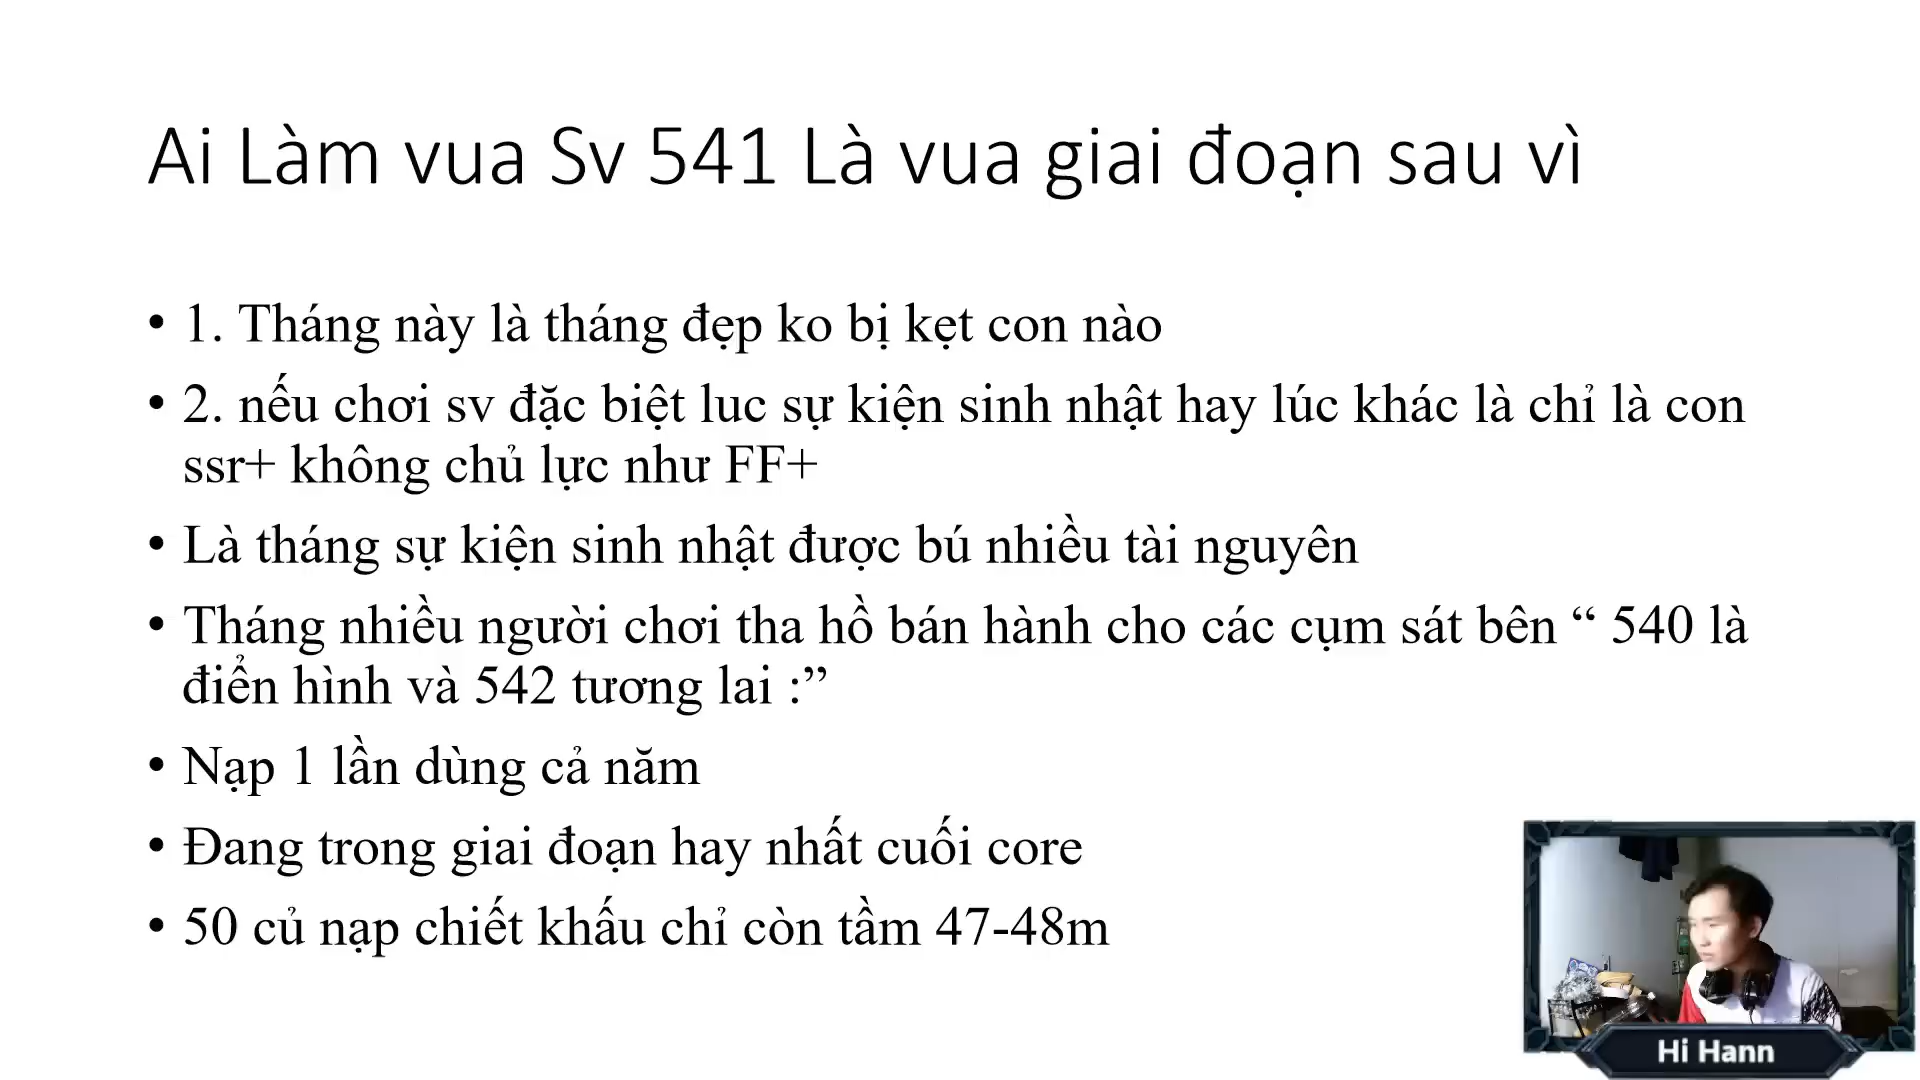 Ai Làm vua Sv 541 Là vua giai đoạn sau vì
• 1. Tháng này là tháng đẹp ko bị kẹt con nào
• 2. nếu chơi sv đặc biệt luc sự kiện sinh nhật hay lúc khác là chỉ là con
ssr+ không chủ lực như FF+
• Là tháng sự kiện sinh nhật được bú nhiều tài nguyên
• Tháng nhiều người chơi tha hồ bán hành cho các cụm sát bên “ 540 là
điển hình và 542 tương lai :”
• Nạp 1 lần dùng cả năm
• Đang trong giai đoạn hay nhất cuối core
• 50 củ nạp chiết khấu chỉ còn tầm 47-48m
Hi Hann